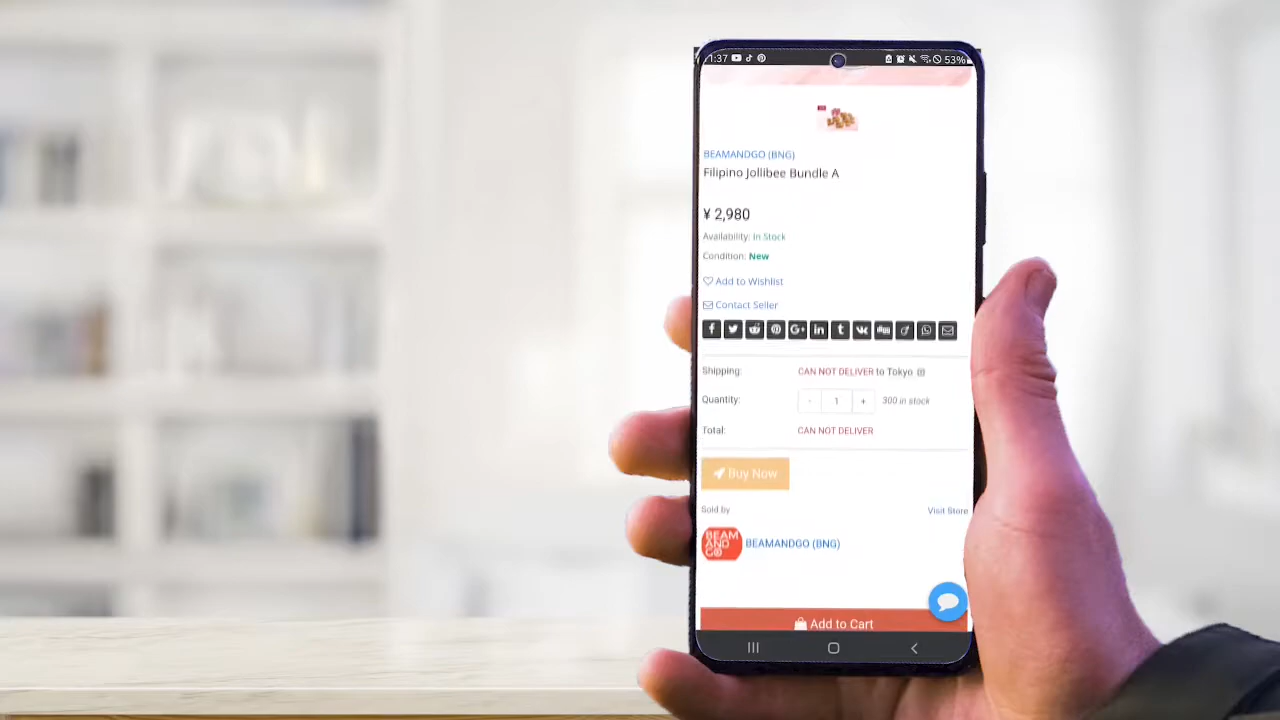 1:37 53%
BEAMANDGO (BNG)
Filipino Jollibee Bundle A
¥ 2,980
Availability: In Stock
Condition: New
Add to Wishlist
Contact Seller
Shipping: CAN NOT DELIVER to Tokyo
Quantity: - 1 + 300 in stock
Total: CAN NOT DELIVER
Buy Now
Sold by Visit Store
BEAM
AND
GO
BEAMANDGO (BNG)
Add to Cart